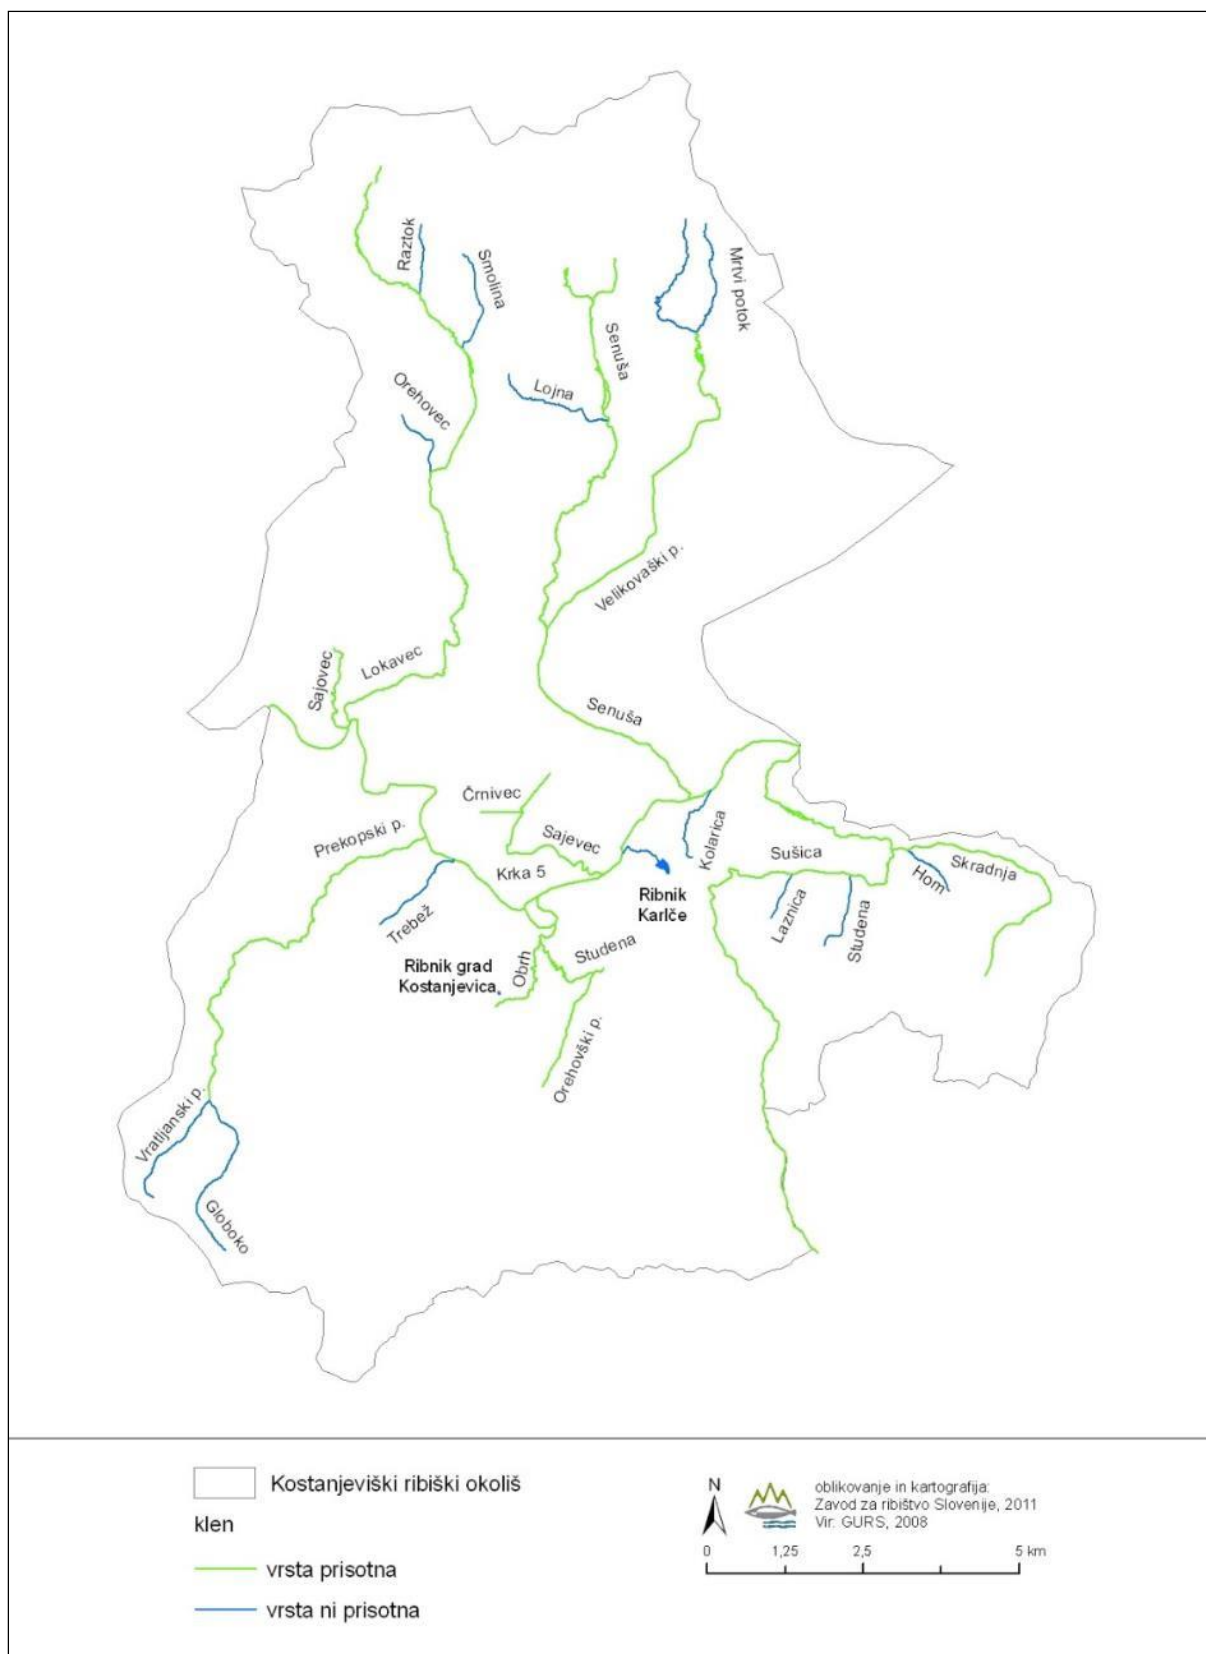 Raztok
Smolina
Mrtvi potok
Senuša
Orehovec
Lojna
Velikovaški p.
Sajovec
Lokavec
Senuša
Črnivec
Prekopski p.
Sajevec
Kolarica
Sušica
Skradnja
Krka 5
Hom
Ribnik
Karlče
Laznica
Studena
Trebež
Studena
Obrh
Ribnik grad
Kostanjevica
Orehovški p.
Vratljanski p.
Globoko
Kostanjeviški ribiški okoliš
klen
vrsta prisotna
vrsta ni prisotna
N
oblikovanje in kartografija:
Zavod za ribištvo Slovenije, 2011
Vir: GURS, 2008
0 1,25 2,5 5 km